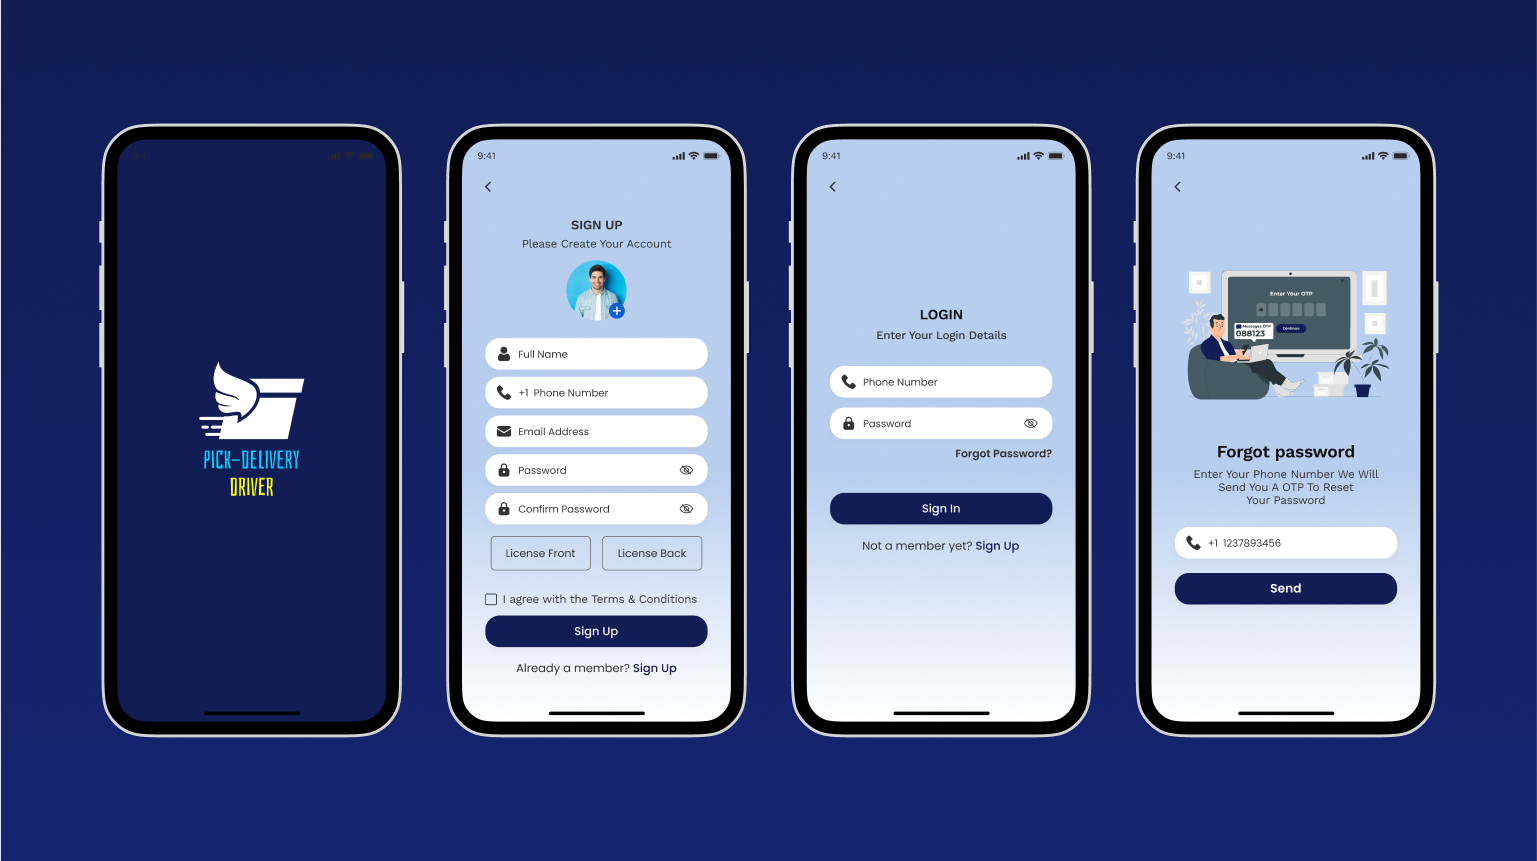 9:41
PICK-DELIVERY
DRIVER
9:41
SIGN UP
Please Create Your Account
Full Name
+1 Phone Number
Email Address
Password
Confirm Password
License Front
License Back
I agree with the Terms & Conditions
Sign Up
Already a member? Sign Up
9:41
LOGIN
Enter Your Login Details
Phone Number
Password
Forgot Password?
Sign In
Not a member yet? Sign Up
9:41
Enter Your OTP
Messages OTP
088123
Continue
Forgot password
Enter Your Phone Number We Will
Send You A OTP To Reset
Your Password
+1 1237893456
Send